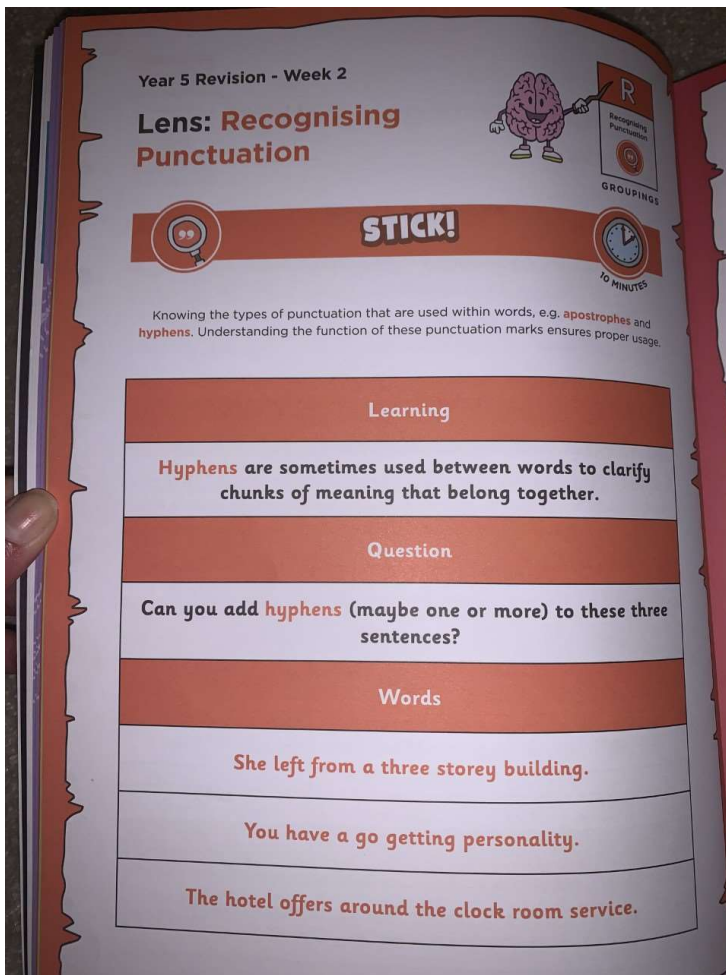 Year 5 Revision - Week 2
Lens: Recognising
Punctuation
R
Recognising
Punctuation
GROUPINGS
STICK!
10 MINUTES
Knowing the types of punctuation that are used within words, e.g. apostrophes and
hyphens. Understanding the function of these punctuation marks ensures proper usage.
Learning
Hyphens are sometimes used between words to clarify
chunks of meaning that belong together.
Question
Can you add hyphens (maybe one or more) to these three
sentences?
Words
She left from a three storey building.
You have a go getting personality.
The hotel offers around the clock room service.